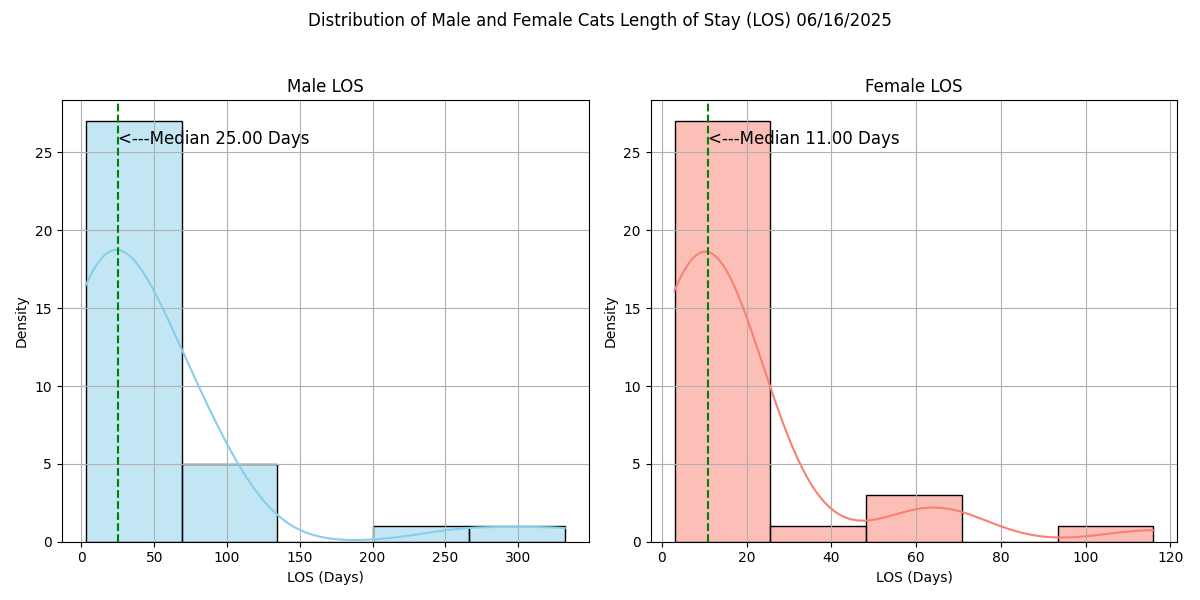 Distribution of Male and Female Cats Length of Stay (LOS) 06/16/2025
Male LOS
<---Median 25.00 Days
Density
25
20
15
10
5
0
0 50 100 150 200 250 300
LOS (Days)
Female LOS
<---Median 11.00 Days
Density
25
20
15
10
5
0
0 20 40 60 80 100 120
LOS (Days)